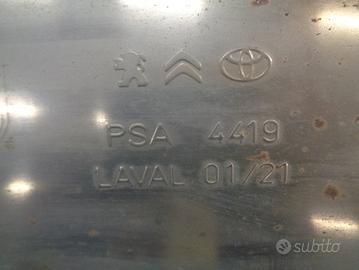 PSA 4419
LAVAL 01/21
subito